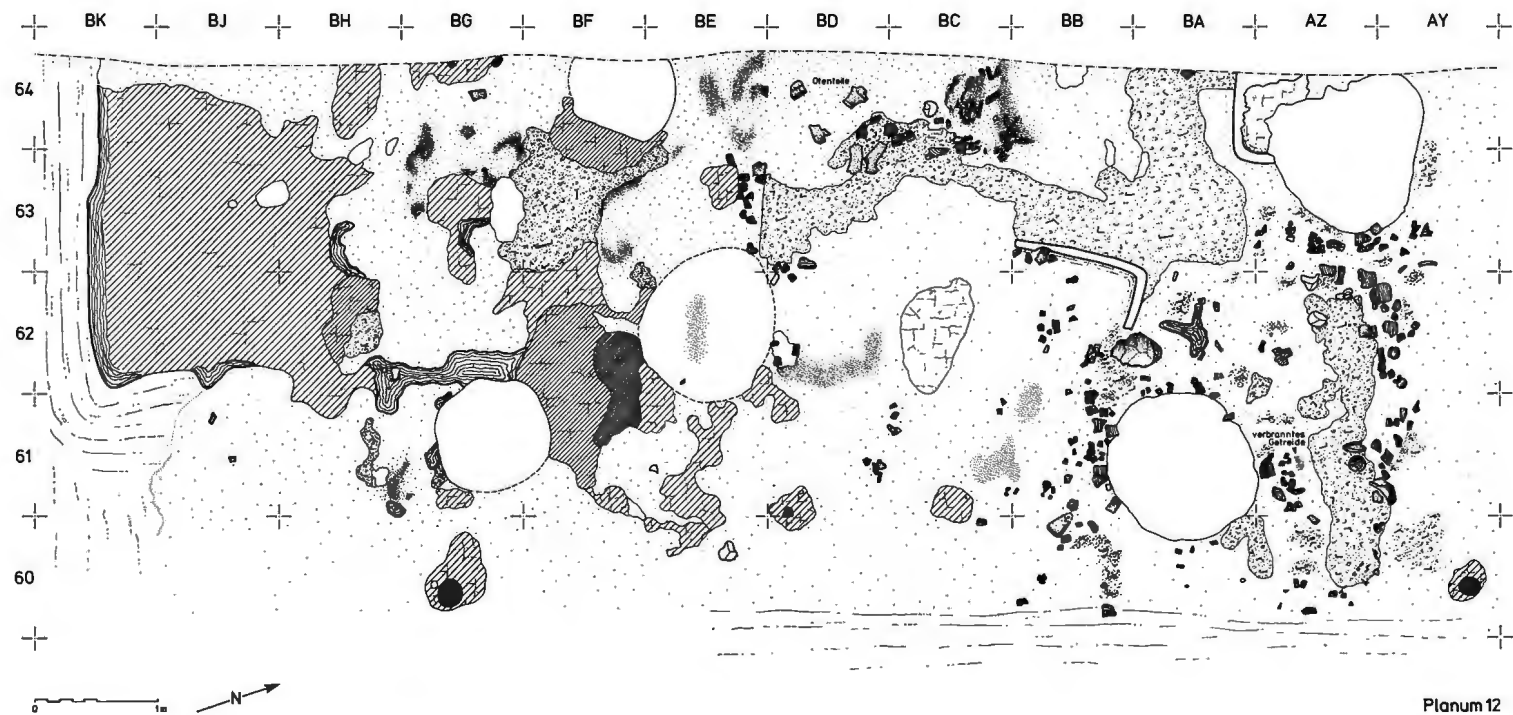 BK BJ BH BG BF BE BD BC BB BA AZ AY
64
Ofenteile
63
62
61
verbranntes
Getreide
60
0 1m
N
Planum 12